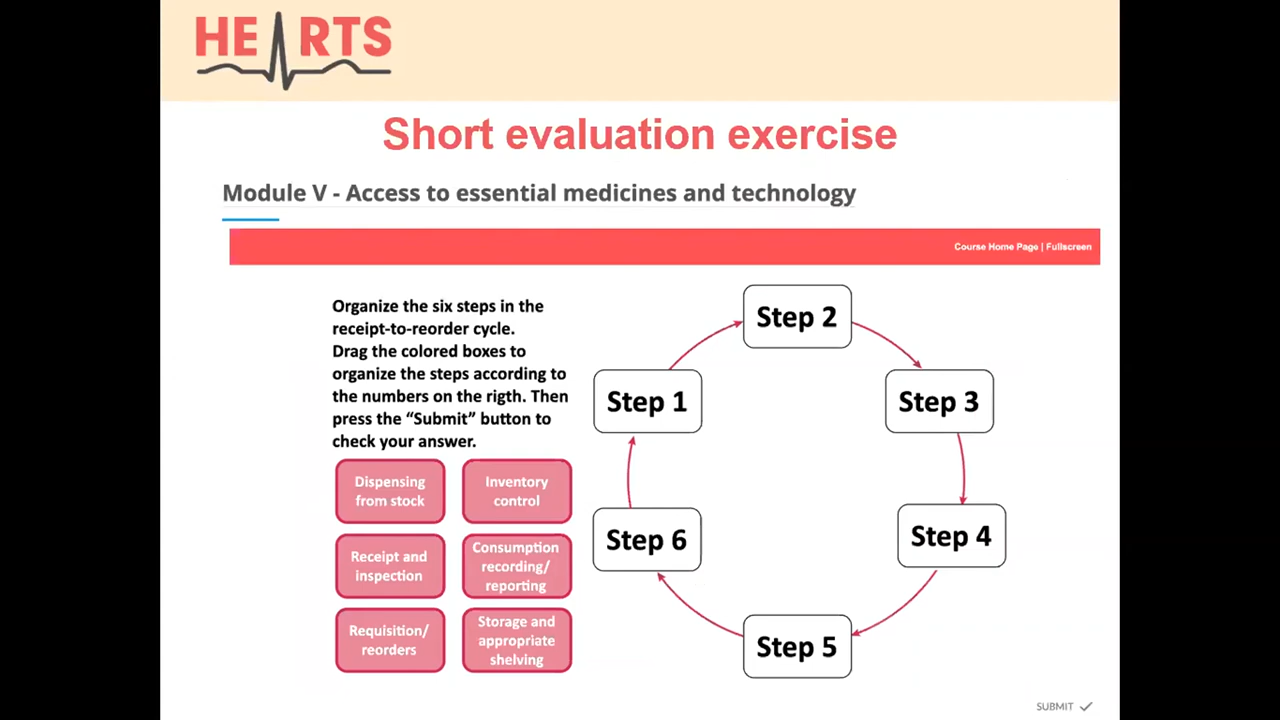 HEARTS
Short evaluation exercise
Module V - Access to essential medicines and technology
Course Home Page | Fullscreen
Organize the six steps in the
receipt-to-reorder cycle.
Drag the colored boxes to
organize the steps according to
the numbers on the rigth. Then
press the “Submit” button to
check your answer.
Dispensing
from stock
Inventory
control
Receipt and
inspection
Consumption
recording/
reporting
Requisition/
reorders
Storage and
appropriate
shelving
Step 1
Step 2
Step 3
Step 4
Step 5
Step 6
SUBMIT